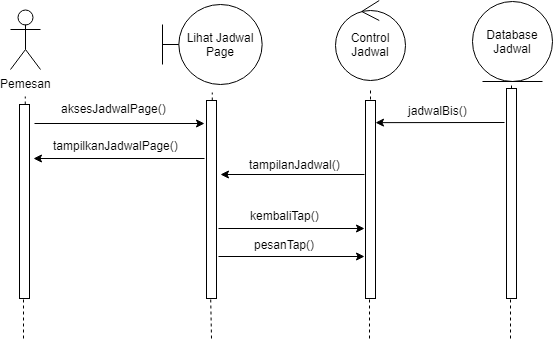 Lihat Jadwal
Page
Control
Jadwal
Database
Jadwal
Pemesan
aksesJadwalPage()
jadwalBis()
tampilkanJadwalPage()
tampilanJadwal()
kembaliTap()
pesanTap()